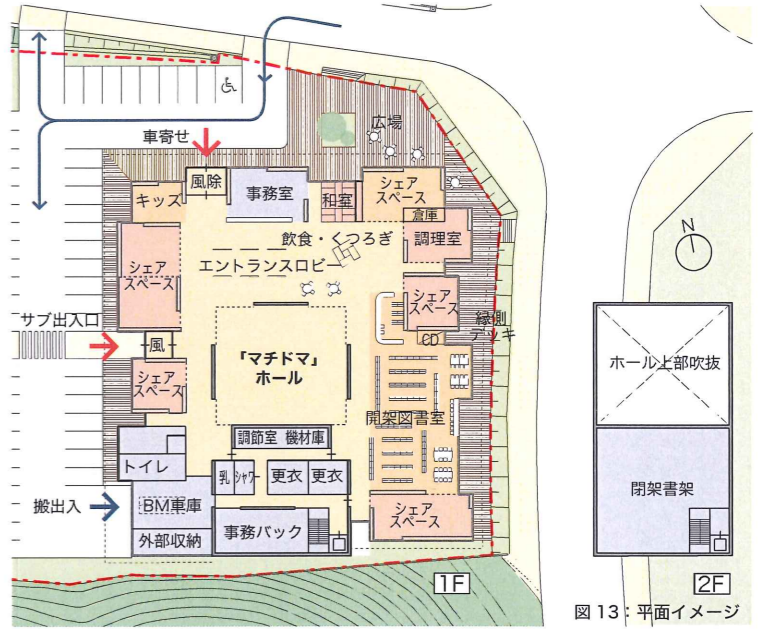 広場
車寄せ
風除
事務室
和室
シェア
スペース
キッズ
倉庫
飲食・くつろぎ
調理室
エントランスロビー
シェア
スペース
シェア
スペース
サブ出入口
風
縁側
デッキ
CD
「マチドマ」
ホール
シェア
スペース
開架図書室
調節室 機材庫
トイレ
乳
シャワー
更衣
更衣
搬出入
BM車庫
シェア
スペース
外部収納
事務バック
1F
N
ホール上部吹抜
閉架書架
2F
図13：平面イメージ